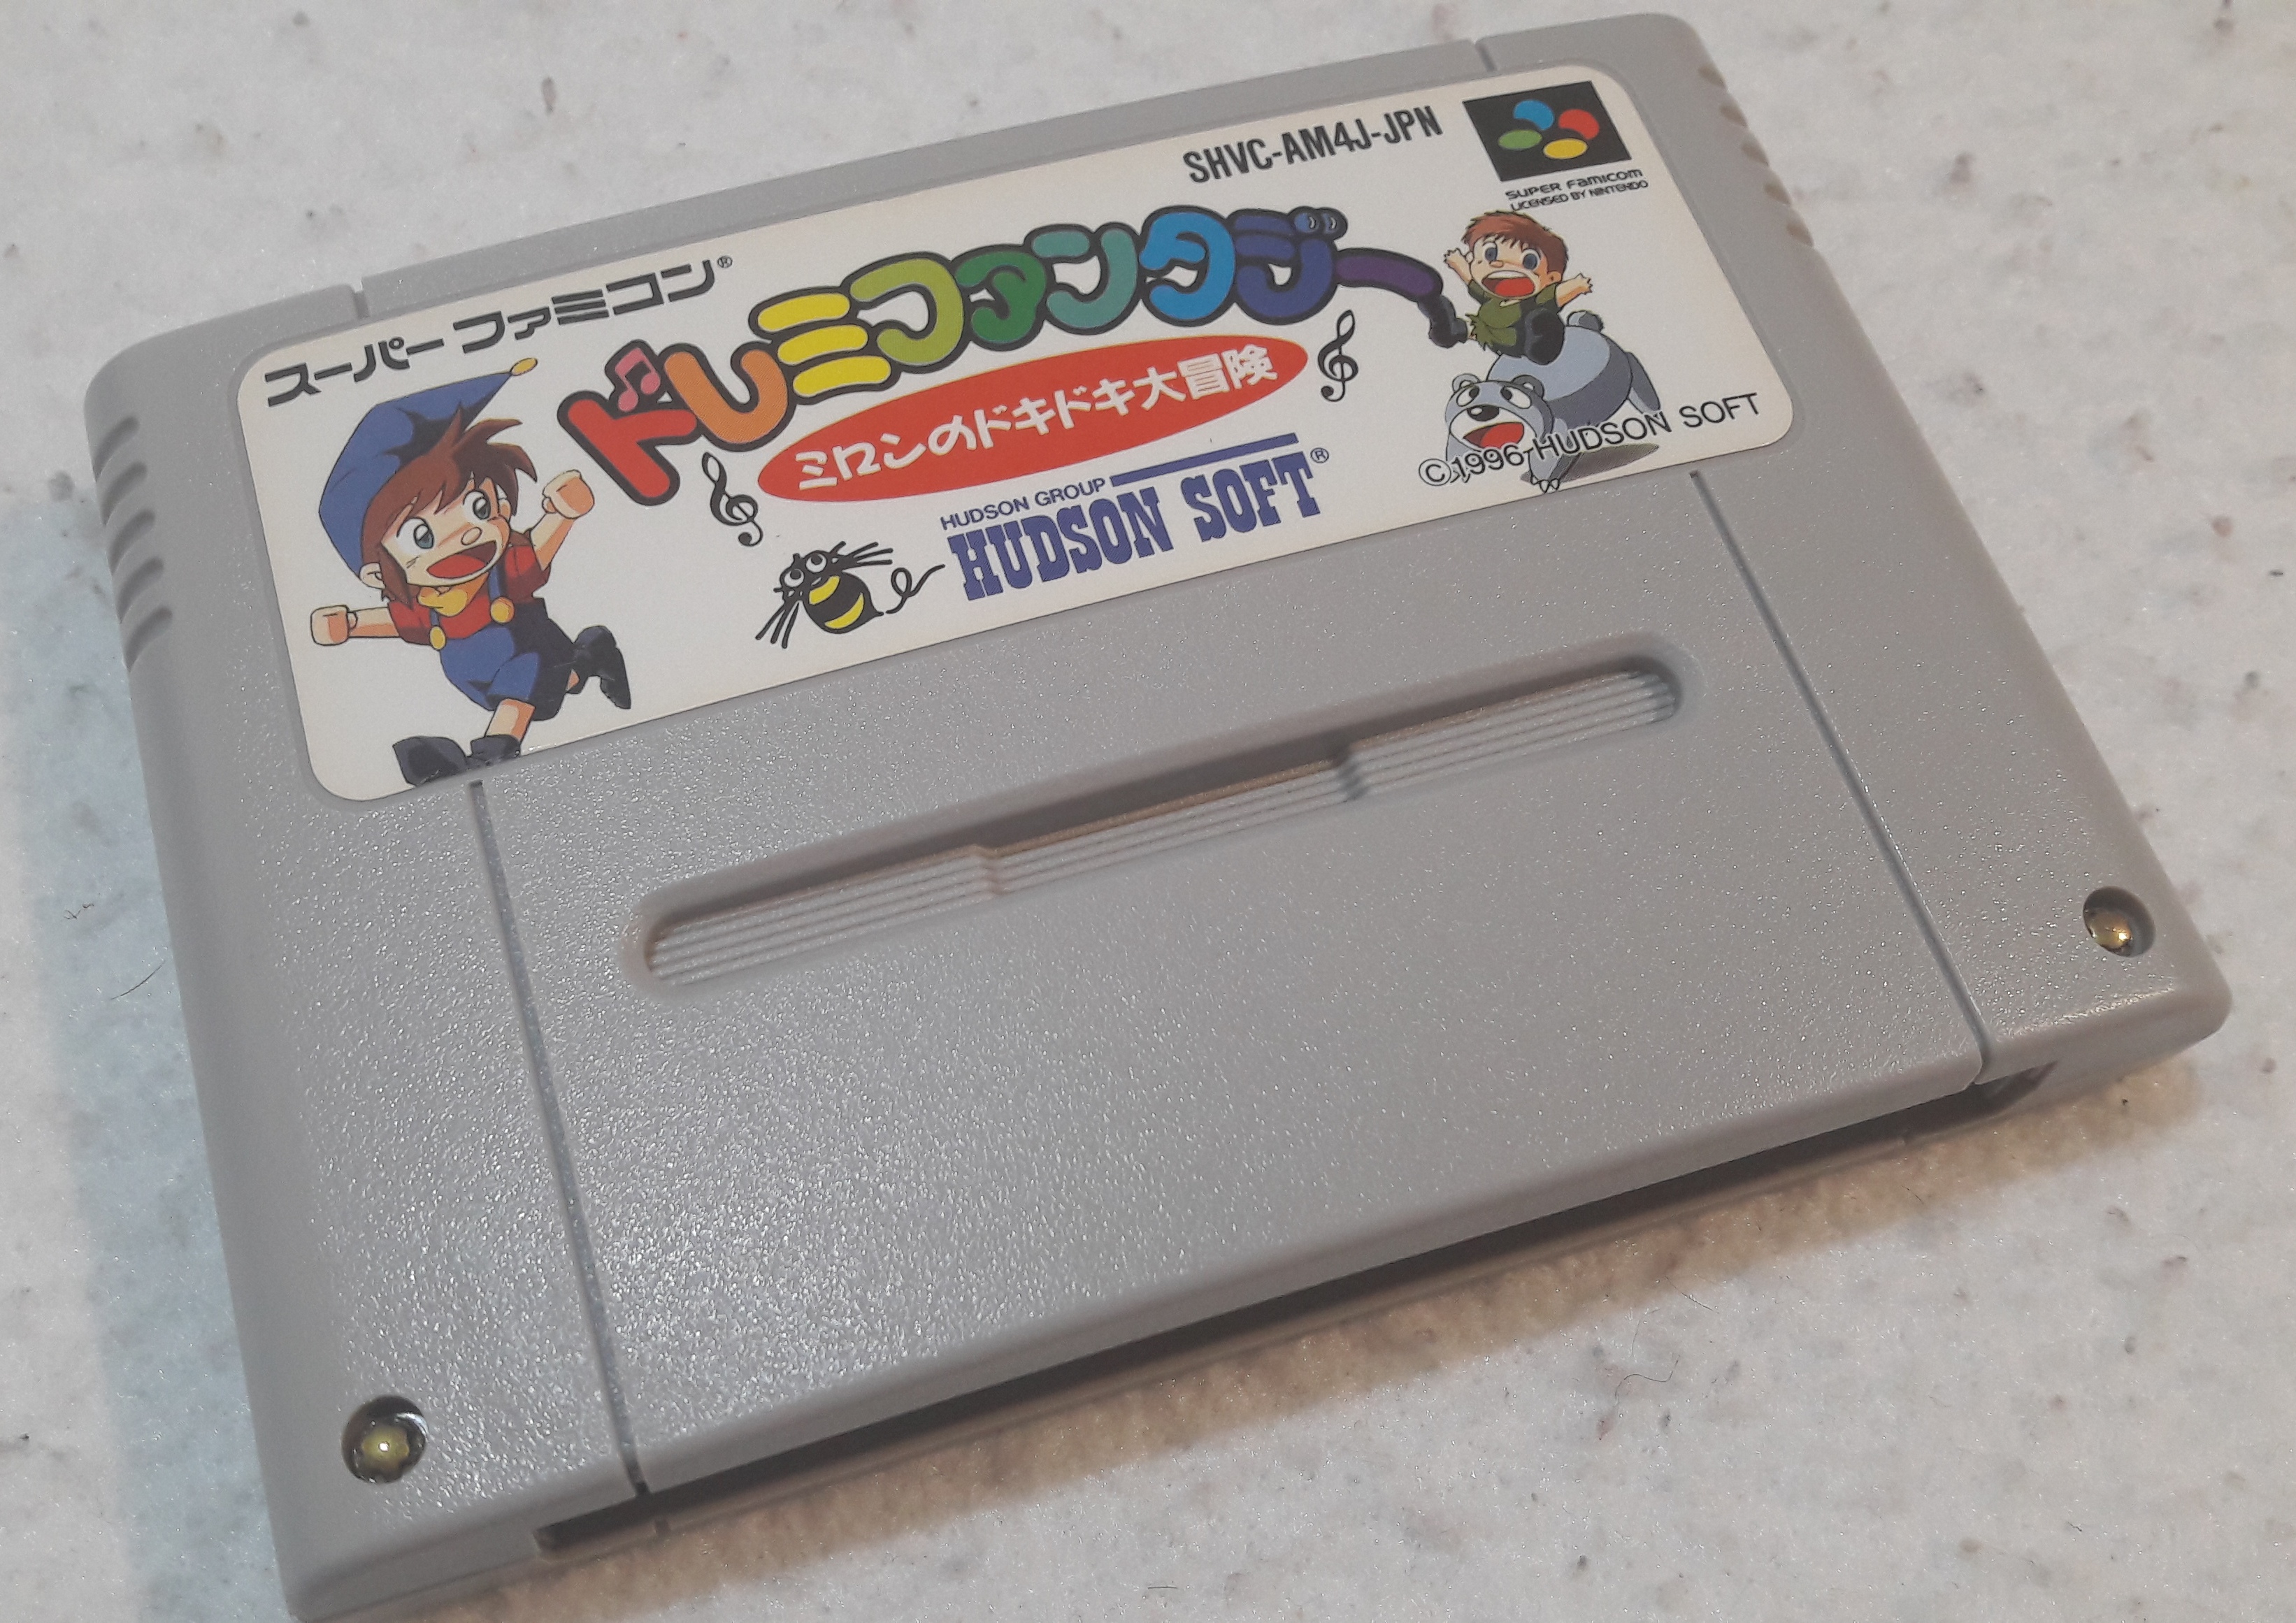 スーパーファミコン®
SHVC-AM4J-JPN
SUPER FAMICOM
LICENSED BY NINTENDO
ドレミファンタジー
ミロンのドキドキ大冒険
HUDSON GROUP
HUDSON SOFT®
©1996 HUDSON SOFT